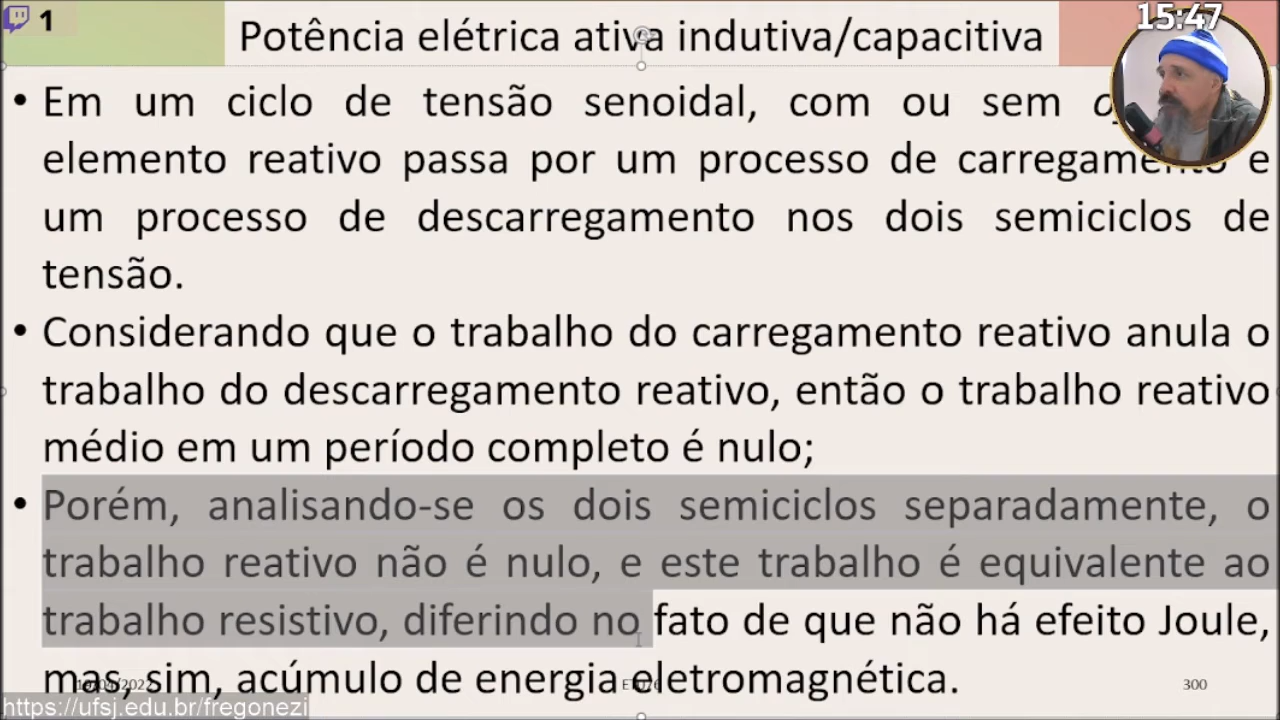 1
15:47
Potência elétrica ativa indutiva/capacitiva
• Em um ciclo de tensão senoidal, com ou sem
elemento reativo passa por um processo de carregamento e
um processo de descarregamento nos dois semiciclos de
tensão.
• Considerando que o trabalho do carregamento reativo anula o
trabalho do descarregamento reativo, então o trabalho reativo
médio em um período completo é nulo;
• Porém, analisando-se os dois semiciclos separadamente, o
trabalho reativo não é nulo, e este trabalho é equivalente ao
trabalho resistivo, diferindo no fato de que não há efeito Joule,
mas, sim, acúmulo de energia eletromagnética.
300
https://ufsj.edu.br/fregonezi